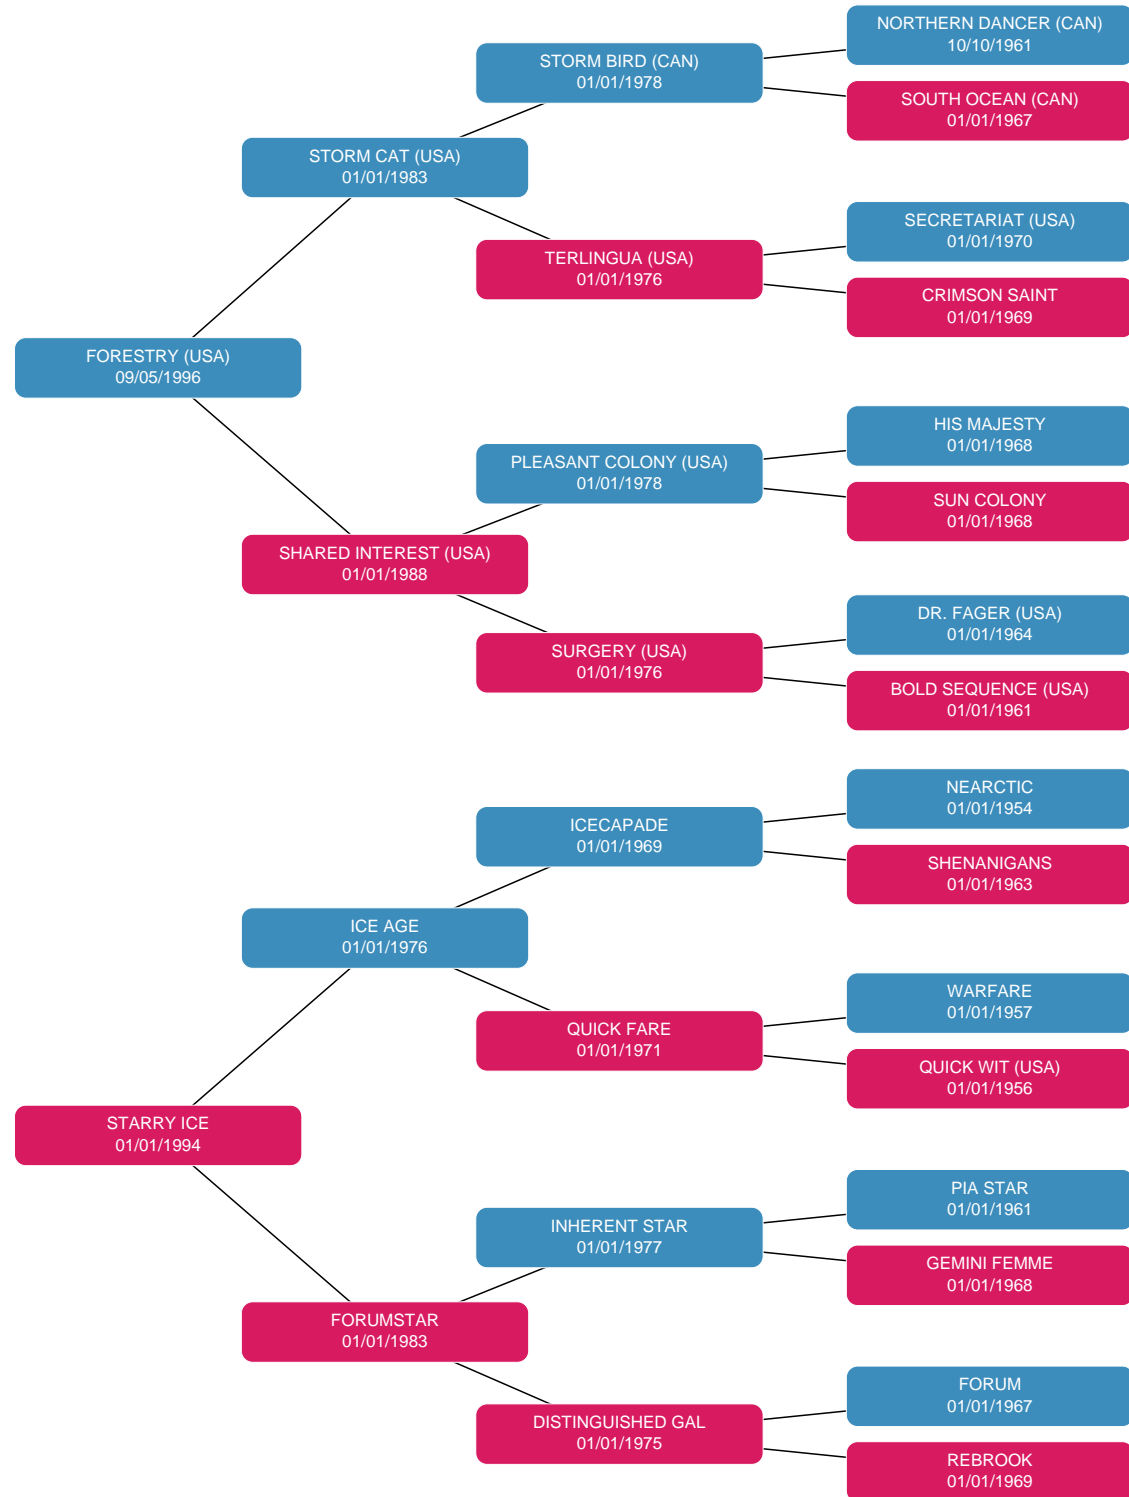 NORTHERN DANCER (CAN)
10/10/1961
STORM BIRD (CAN)
01/01/1978
SOUTH OCEAN (CAN)
01/01/1967
STORM CAT (USA)
01/01/1983
SECRETARIAT (USA)
01/01/1970
TERLINGUA (USA)
01/01/1976
CRIMSON SAINT
01/01/1969
FORESTRY (USA)
09/05/1996
HIS MAJESTY
01/01/1968
PLEASANT COLONY (USA)
01/01/1978
SUN COLONY
01/01/1968
SHARED INTEREST (USA)
01/01/1988
DR. FAGER (USA)
01/01/1964
SURGERY (USA)
01/01/1976
BOLD SEQUENCE (USA)
01/01/1961
NEARCTIC
01/01/1954
ICECAPADE
01/01/1969
SHENANIGANS
01/01/1963
ICE AGE
01/01/1976
WARFARE
01/01/1957
QUICK FARE
01/01/1971
QUICK WIT (USA)
01/01/1956
STARRY ICE
01/01/1994
PIA STAR
01/01/1961
INHERENT STAR
01/01/1977
GEMINI FEMME
01/01/1968
FORUMSTAR
01/01/1983
FORUM
01/01/1967
DISTINGUISHED GAL
01/01/1975
REBROOK
01/01/1969